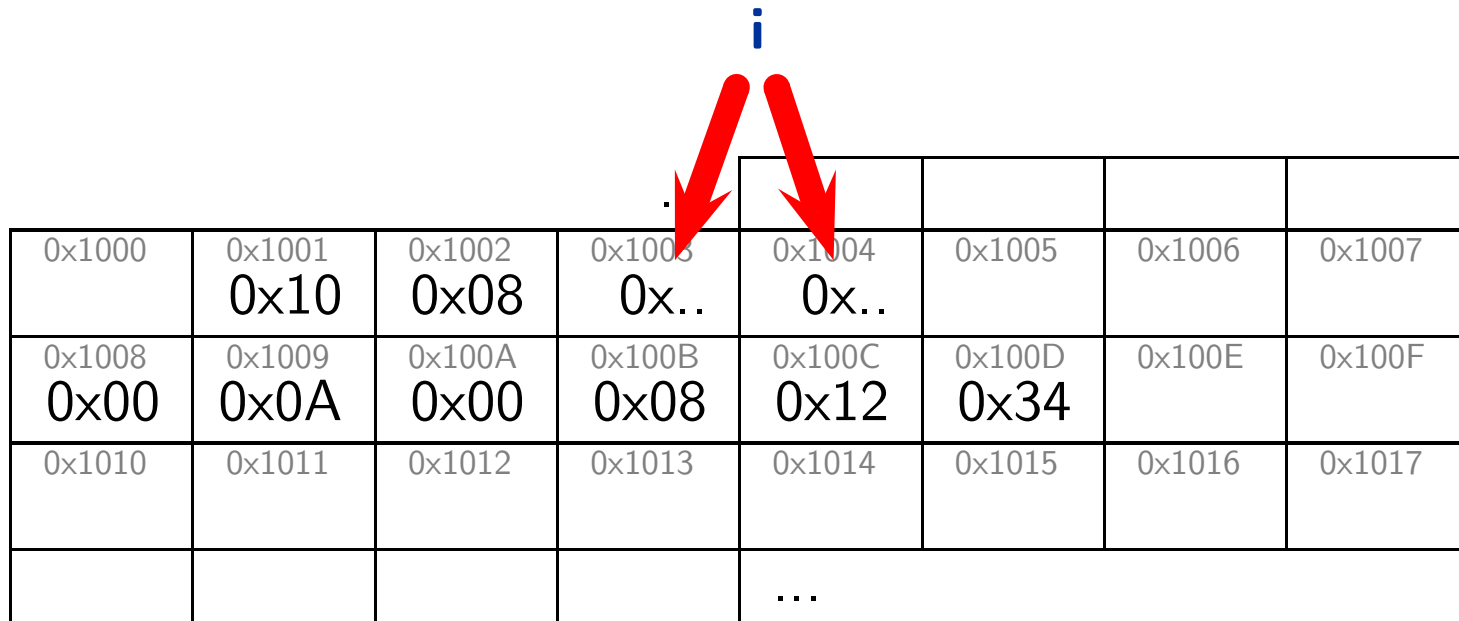 i
0x1000 0x1001 0x1002 0x1003 0x1004 0x1005 0x1006 0x1007
0x10 0x08 0x.. 0x..
0x1008 0x1009 0x100A 0x100B 0x100C 0x100D 0x100E 0x100F
0x00 0x0A 0x00 0x08 0x12 0x34
0x1010 0x1011 0x1012 0x1013 0x1014 0x1015 0x1016 0x1017
...